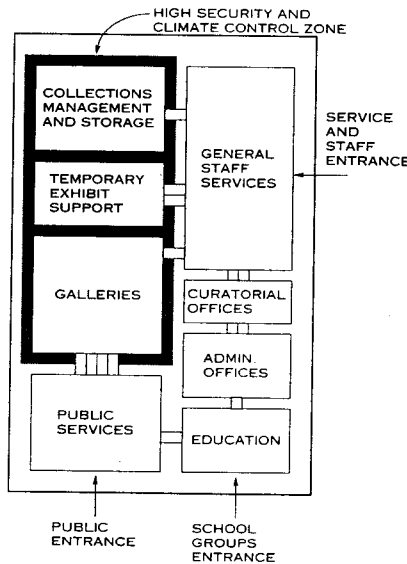 HIGH SECURITY AND
CLIMATE CONTROL ZONE
COLLECTIONS
MANAGEMENT
AND STORAGE
GENERAL
STAFF
SERVICES
SERVICE
AND
STAFF
ENTRANCE
TEMPORARY
EXHIBIT
SUPPORT
GALLERIES
CURATORIAL
OFFICES
ADMIN.
OFFICES
PUBLIC
SERVICES
EDUCATION
PUBLIC
ENTRANCE
SCHOOL
GROUPS
ENTRANCE